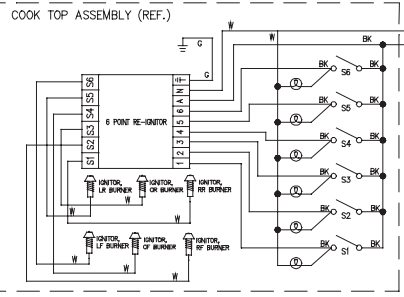 COOK TOP ASSEMBLY (REF.)
W
W
G
G
BK
BK
BK
S6
S6
S5
S4
S3
S2
S1
6 POINT RE-IGNITOR
N
A
6
5
4
3
2
1
BK
S5
BK
BK
S4
BK
BK
S3
BK
BK
S2
BK
BK
S1
BK
IGNITOR,
LR BURNER
IGNITOR,
CR BURNER
IGNITOR,
RR BURNER
W
W
W
IGNITOR,
LF BURNER
IGNITOR,
CF BURNER
IGNITOR,
RF BURNER
W
W
W